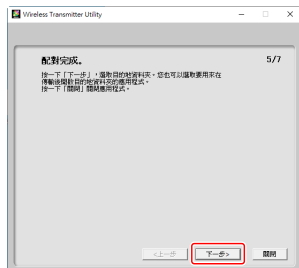 Wireless Transmitter Utility
配對完成。 5/7
按一下「下一步」，選取目的地資料夾。您也可以選取要用來在
傳輸後開啟目的地資料夾的應用程式。
按一下「關閉」關閉應用程式。
<上一步 下一步> 關閉